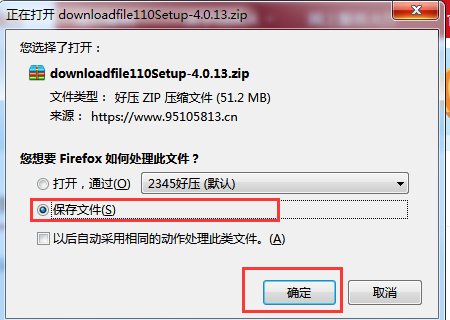 正在打开 downloadfile110Setup-4.0.13.zip
您选择了打开：
downloadfile110Setup-4.0.13.zip
文件类型： 好压 ZIP 压缩文件 (51.2 MB)
来源： https://www.95105813.cn
您想要 Firefox 如何处理此文件？
打开，通过(O) 2345好压 (默认)
保存文件(S)
以后自动采用相同的动作处理此类文件。(A)
确定 取消